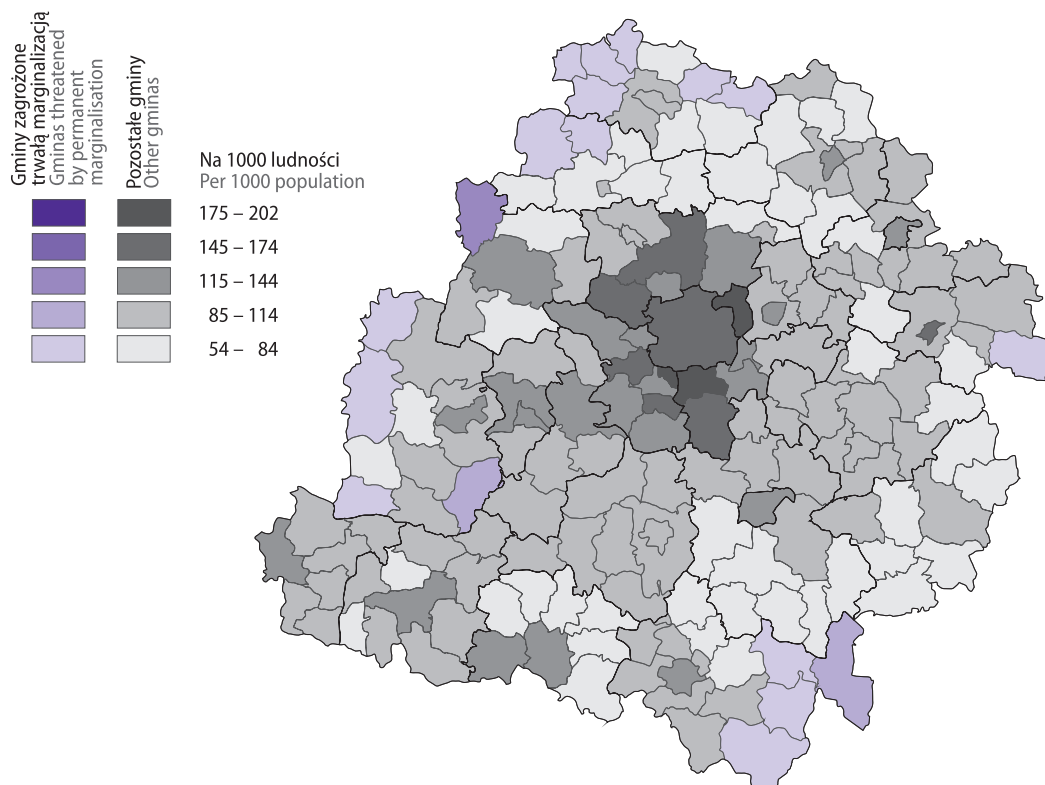 Gminy zagrożone
trwałą marginalizacją
Gminas threatened
by permanent
marginalisation
Pozostałe gminy
Other gminas
Na 1000 ludności
Per 1000 population
175 – 202
145 – 174
115 – 144
85 – 114
54 – 84